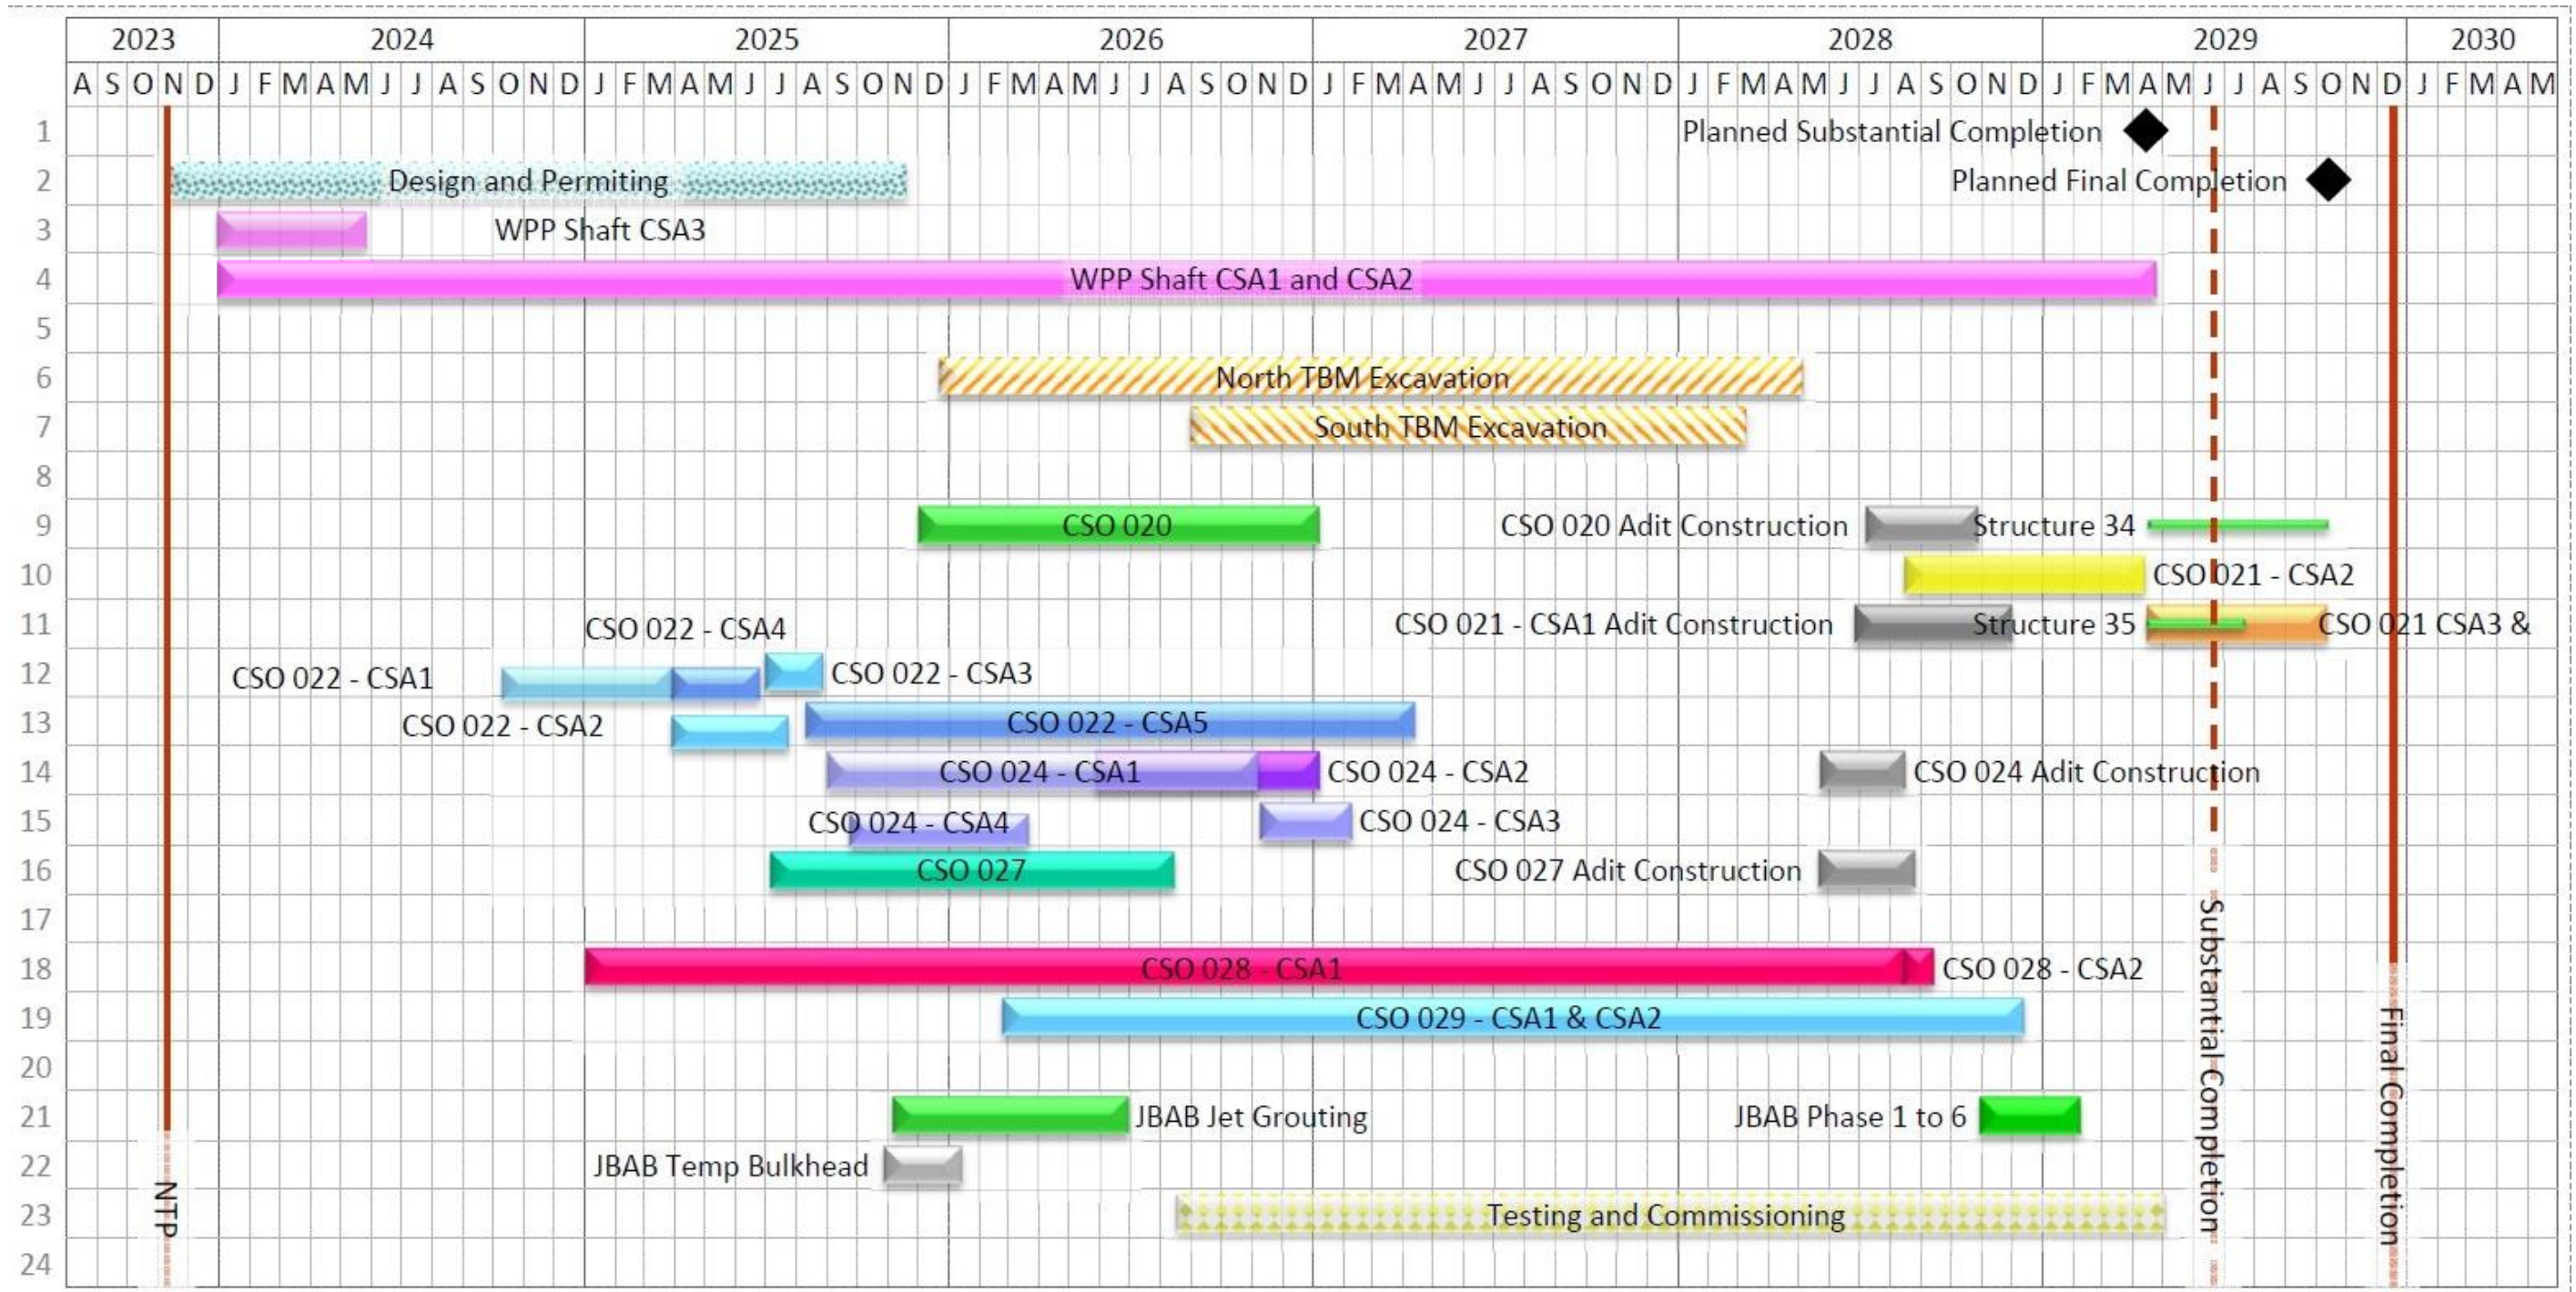 2023 2024 2025 2026 2027 2028 2029 2030
A S O N D J F M A M J J A S O N D J F M A M J J A S O N D J F M A M J J A S O N D J F M A M J J A S O N D J F M A M J J A S O N D J F M A M J J A S O N D J F M A M
1 Planned Substantial Completion
2 Design and Permiting Planned Final Completion
3 WPP Shaft CSA3
4 WPP Shaft CSA1 and CSA2
5
6 North TBM Excavation
7 South TBM Excavation
8
9 CSO 020 CSO 020 Adit Construction Structure 34
10 CSO 021 - CSA2
11 CSO 022 - CSA4 CSO 021 - CSA1 Adit Construction Structure 35 CSO 021 CSA3 &
12 CSO 022 - CSA1 CSO 022 - CSA3
13 CSO 022 - CSA2 CSO 022 - CSA5
14 CSO 024 - CSA1 CSO 024 - CSA2 CSO 024 Adit Construction
15 CSO 024 - CSA4 CSO 024 - CSA3
16 CSO 027 CSO 027 Adit Construction
17
18 CSO 028 - CSA1 CSO 028 - CSA2
19 CSO 029 - CSA1 & CSA2
20
21 JBAB Jet Grouting JBAB Phase 1 to 6
22 JBAB Temp Bulkhead
23 Testing and Commissioning
24
NTP
Substantial Completion
Final Completion